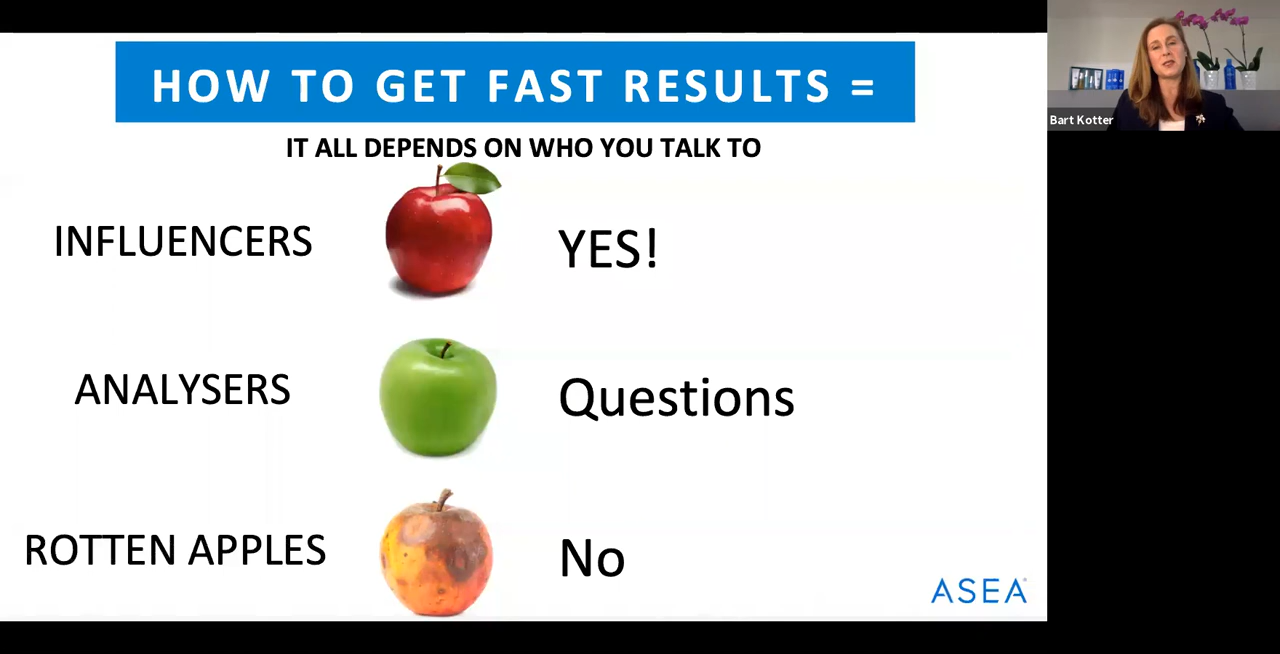 HOW TO GET FAST RESULTS =
IT ALL DEPENDS ON WHO YOU TALK TO
INFLUENCERS
YES!
ANALYSERS
Questions
ROTTEN APPLES
No
ASEA
Bart Kotter